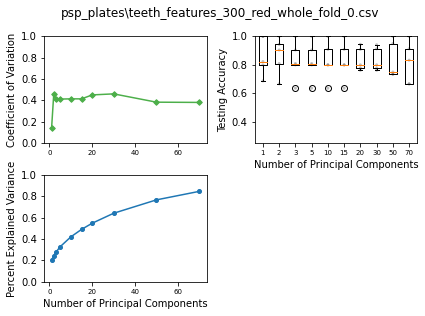 psp_plates\teeth_features_300_red_whole_fold_0.csv
Coefficient of Variation
1.0
0.8
0.6
0.4
0.2
0.0
0 20 40 60
Testing Accuracy
1.0
0.8
0.6
0.4
1 2 3 5 10 15 20 30 50 70
Number of Principal Components
Percent Explained Variance
1.0
0.8
0.6
0.4
0.2
0.0
0 20 40 60
Number of Principal Components